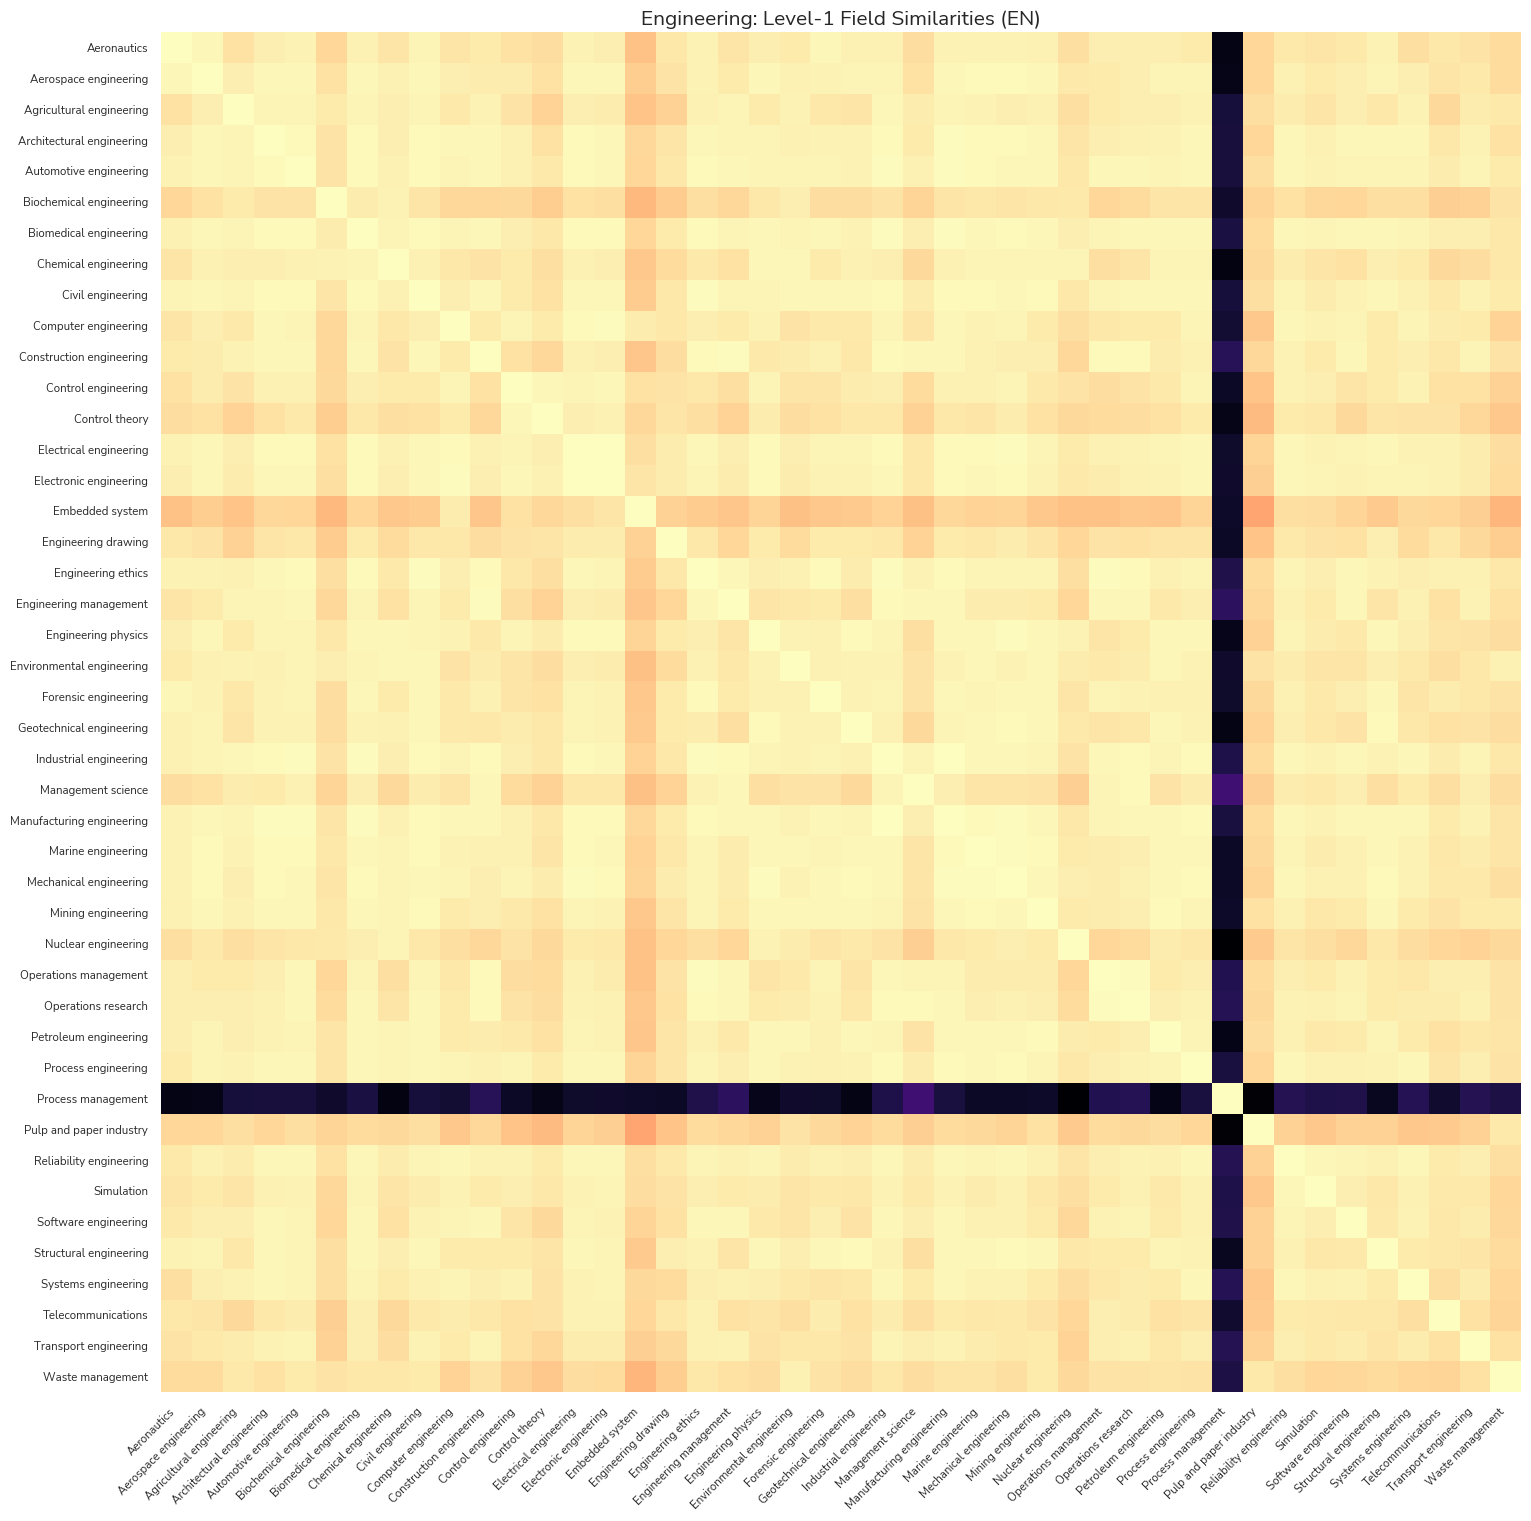 Engineering: Level-1 Field Similarities (EN)
Aeronautics
Aerospace engineering
Agricultural engineering
Architectural engineering
Automotive engineering
Biochemical engineering
Biomedical engineering
Chemical engineering
Civil engineering
Computer engineering
Construction engineering
Control engineering
Control theory
Electrical engineering
Electronic engineering
Embedded system
Engineering drawing
Engineering ethics
Engineering management
Engineering physics
Environmental engineering
Forensic engineering
Geotechnical engineering
Industrial engineering
Management science
Manufacturing engineering
Marine engineering
Mechanical engineering
Mining engineering
Nuclear engineering
Operations management
Operations research
Petroleum engineering
Process engineering
Process management
Pulp and paper industry
Reliability engineering
Simulation
Software engineering
Structural engineering
Systems engineering
Telecommunications
Transport engineering
Waste management
Aeronautics
Aerospace engineering
Agricultural engineering
Architectural engineering
Automotive engineering
Biochemical engineering
Biomedical engineering
Chemical engineering
Civil engineering
Computer engineering
Construction engineering
Control engineering
Control theory
Electrical engineering
Electronic engineering
Embedded system
Engineering drawing
Engineering ethics
Engineering management
Engineering physics
Environmental engineering
Forensic engineering
Geotechnical engineering
Industrial engineering
Management science
Manufacturing engineering
Marine engineering
Mechanical engineering
Mining engineering
Nuclear engineering
Operations management
Operations research
Petroleum engineering
Process engineering
Process management
Pulp and paper industry
Reliability engineering
Simulation
Software engineering
Structural engineering
Systems engineering
Telecommunications
Transport engineering
Waste management